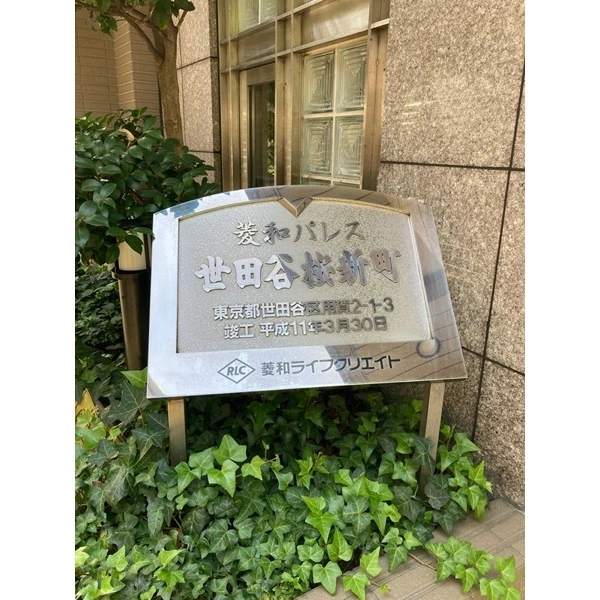 菱和パレス
世田谷桜新町
東京都世田谷区用賀2-1-3
竣工 平成11年3月30日
RLC 菱和ライフクリエイト